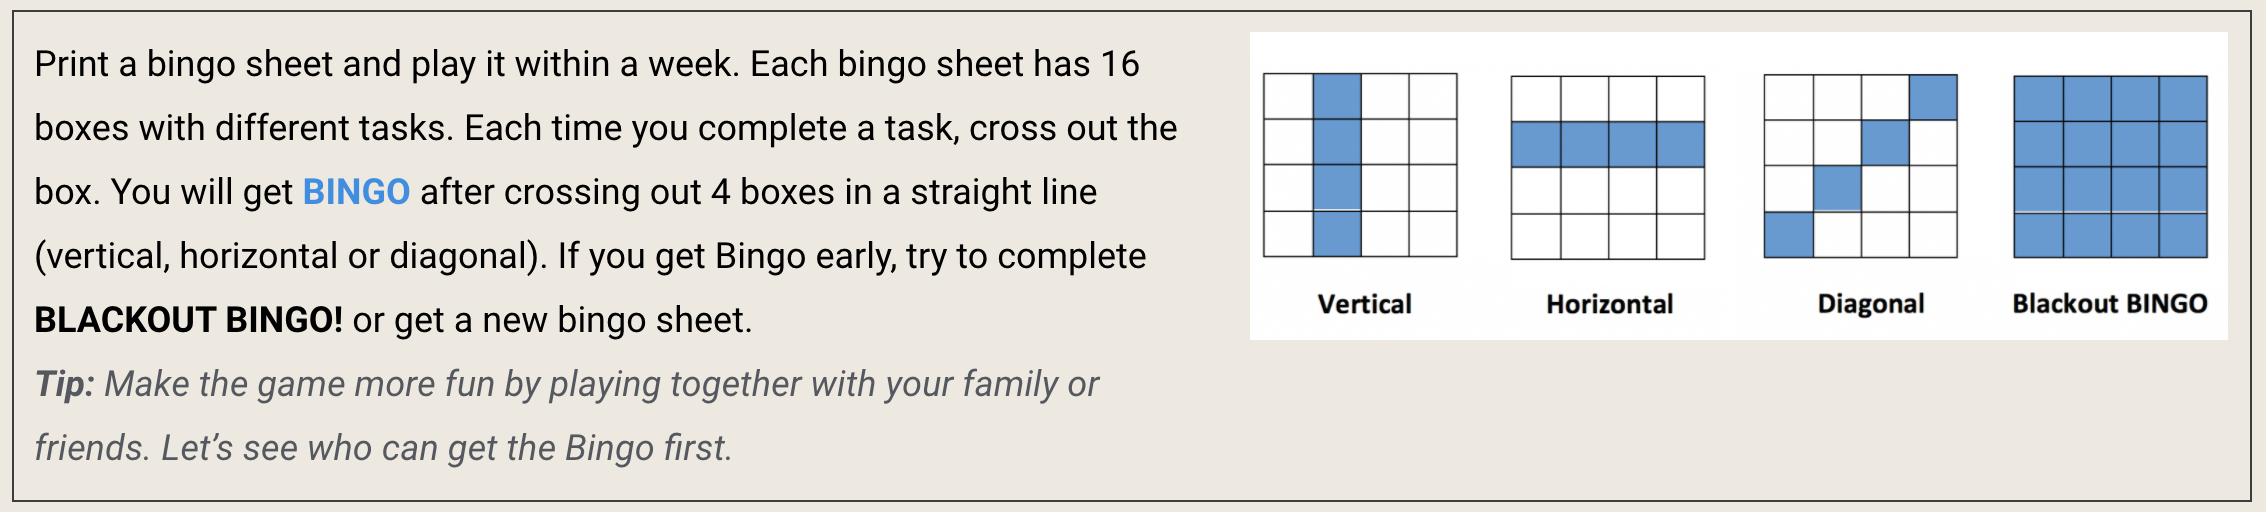 Print a bingo sheet and play it within a week. Each bingo sheet has 16
boxes with different tasks. Each time you complete a task, cross out the
box. You will get BINGO after crossing out 4 boxes in a straight line
(vertical, horizontal or diagonal). If you get Bingo early, try to complete
BLACKOUT BINGO! or get a new bingo sheet.
Tip: Make the game more fun by playing together with your family or
friends. Let’s see who can get the Bingo first.
Vertical
Horizontal
Diagonal
Blackout BINGO